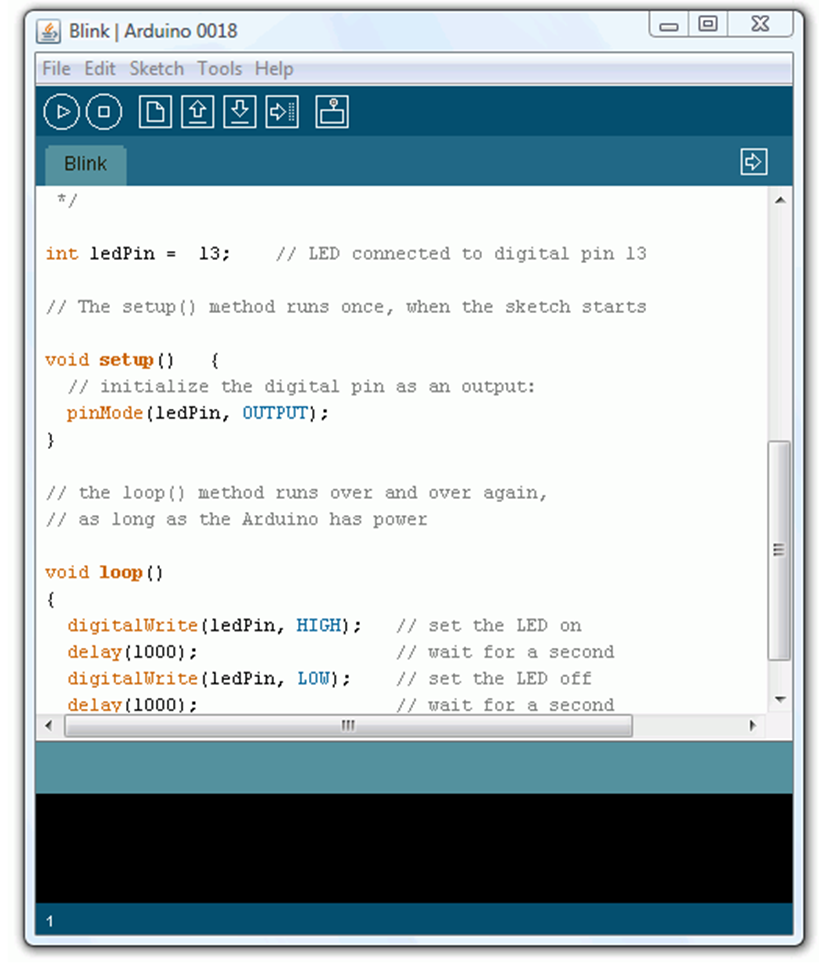 Blink | Arduino 0018
File Edit Sketch Tools Help
Blink
*/
int ledPin =  13;    // LED connected to digital pin 13
// The setup() method runs once, when the sketch starts
void setup()   {
// initialize the digital pin as an output:
pinMode(ledPin, OUTPUT);
}
// the loop() method runs over and over again,
// as long as the Arduino has power
void loop()
{
digitalWrite(ledPin, HIGH);   // set the LED on
delay(1000);                  // wait for a second
digitalWrite(ledPin, LOW);    // set the LED off
delay(1000);                  // wait for a second
1